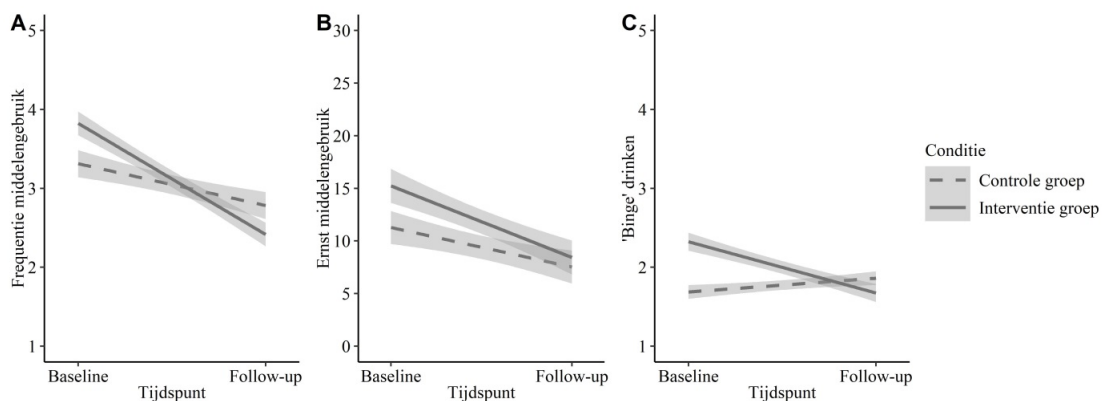 A
Frequentie middelengebruik
5
4
3
2
1
Baseline
Follow-up
Tijdspunt
B
Ernst middelengebruik
30
25
20
15
10
5
0
Baseline
Follow-up
Tijdspunt
C
'Binge' drinken
5
4
3
2
1
Baseline
Follow-up
Tijdspunt
Conditie
Controle groep
Interventie groep